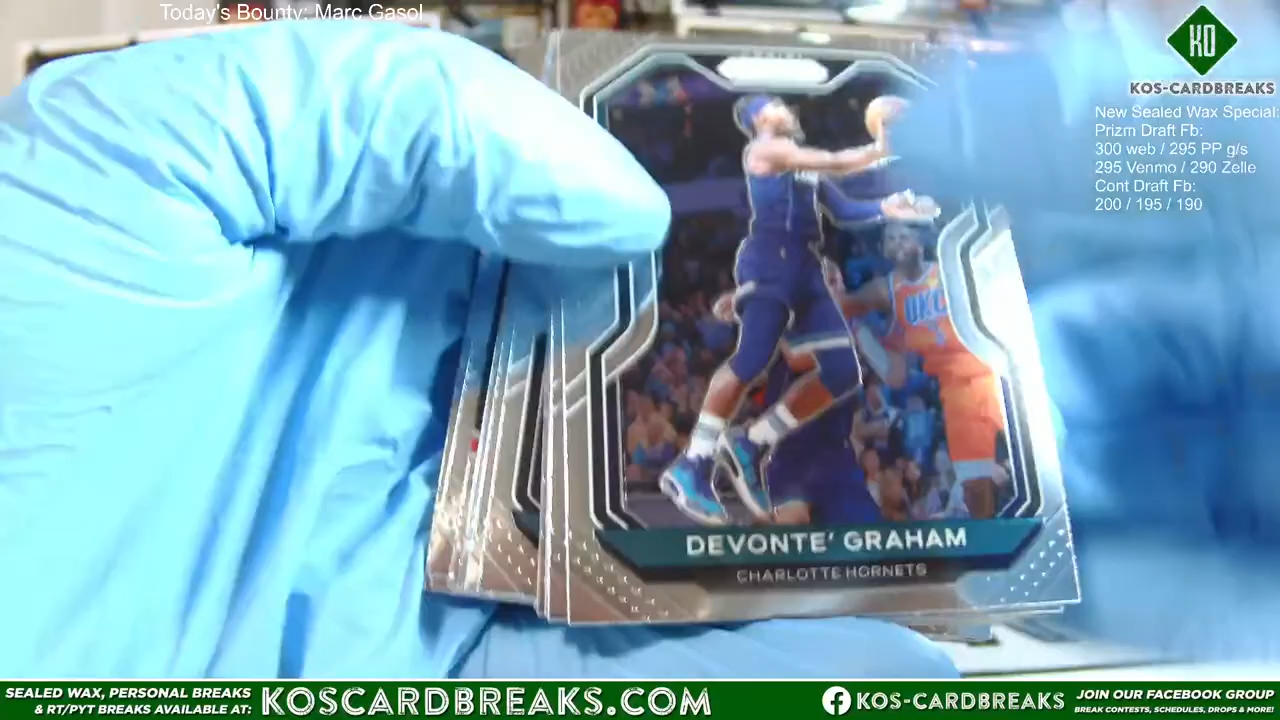 Today's Bounty: Marc Gasol
KO
KOS-CARDBREAKS
New Sealed Wax Special:
Prizm Draft Fb:
300 web / 295 PP g/s
295 Venmo / 290 Zelle
Cont Draft Fb:
200 / 195 / 190
OKC
DEVONTE' GRAHAM
CHARLOTTE HORNETS
SEALED WAX, PERSONAL BREAKS
& RT/PYT BREAKS AVAILABLE AT:
KOSCARDBREAKS.COM
KOS-CARDBREAKS
JOIN OUR FACEBOOK GROUP
BREAK CONTESTS, SCHEDULES, DROPS & MORE!